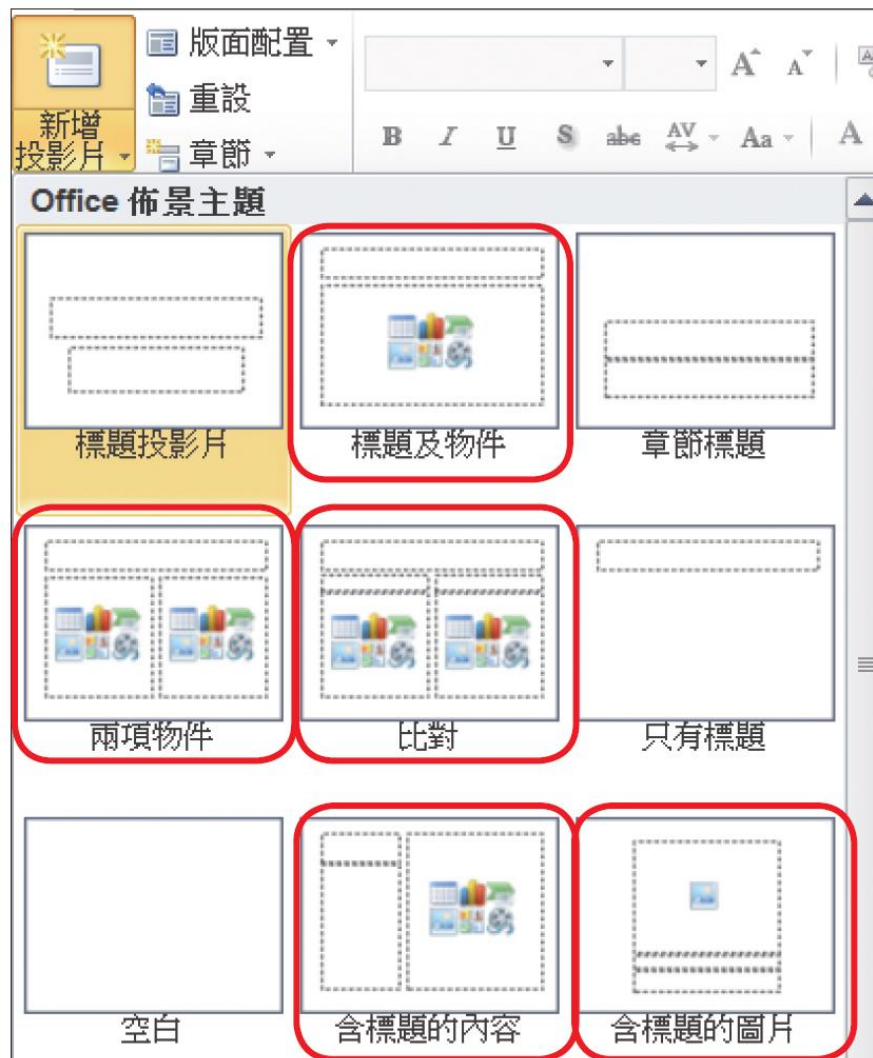 新增
投影片
版面配置
重設
章節
A A
B I U S abc AV Aa A
Office 佈景主題
標題投影片 標題及物件 章節標題
兩項物件 比對 只有標題
空白 含標題的內容 含標題的圖片